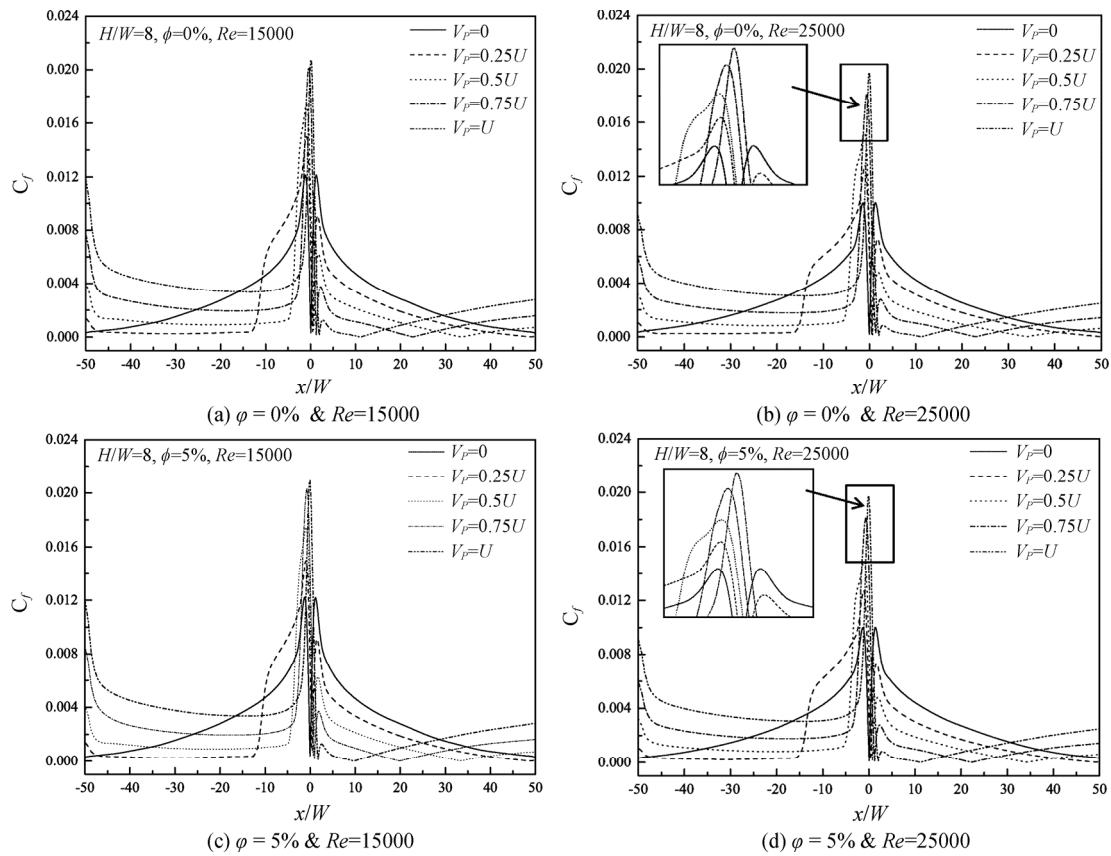 H/W=8, ϕ=0%, Re=15000
V_P=0
V_P=0.25U
V_P=0.5U
V_P=0.75U
V_P=U
0.024
0.020
0.016
0.012
0.008
0.004
0.000
C_f
-50 -40 -30 -20 -10 0 10 20 30 40 50
x/W
(a) φ = 0% & Re=15000
H/W=8, ϕ=0%, Re=25000
V_P=0
V_P=0.25U
V_P=0.5U
V_P–0.75U
V_P=U
0.024
0.020
0.016
0.012
0.008
0.004
0.000
C_f
-50 -40 -30 -20 -10 0 10 20 30 40 50
x/W
(b) φ = 0% & Re=25000
H/W=8, ϕ=5%, Re=15000
V_P=0
V_P=0.25U
V_P=0.5U
V_P=0.75U
V_P=U
0.024
0.020
0.016
0.012
0.008
0.004
0.000
C_f
-50 -40 -30 -20 -10 0 10 20 30 40 50
x/W
(c) φ = 5% & Re=15000
H/W=8, ϕ=5%, Re=25000
V_P=0
V_P=0.25U
V_P=0.5U
V_P=0.75U
V_P=U
0.024
0.020
0.016
0.012
0.008
0.004
0.000
C_f
-50 -40 -30 -20 -10 0 10 20 30 40 50
x/W
(d) φ = 5% & Re=25000